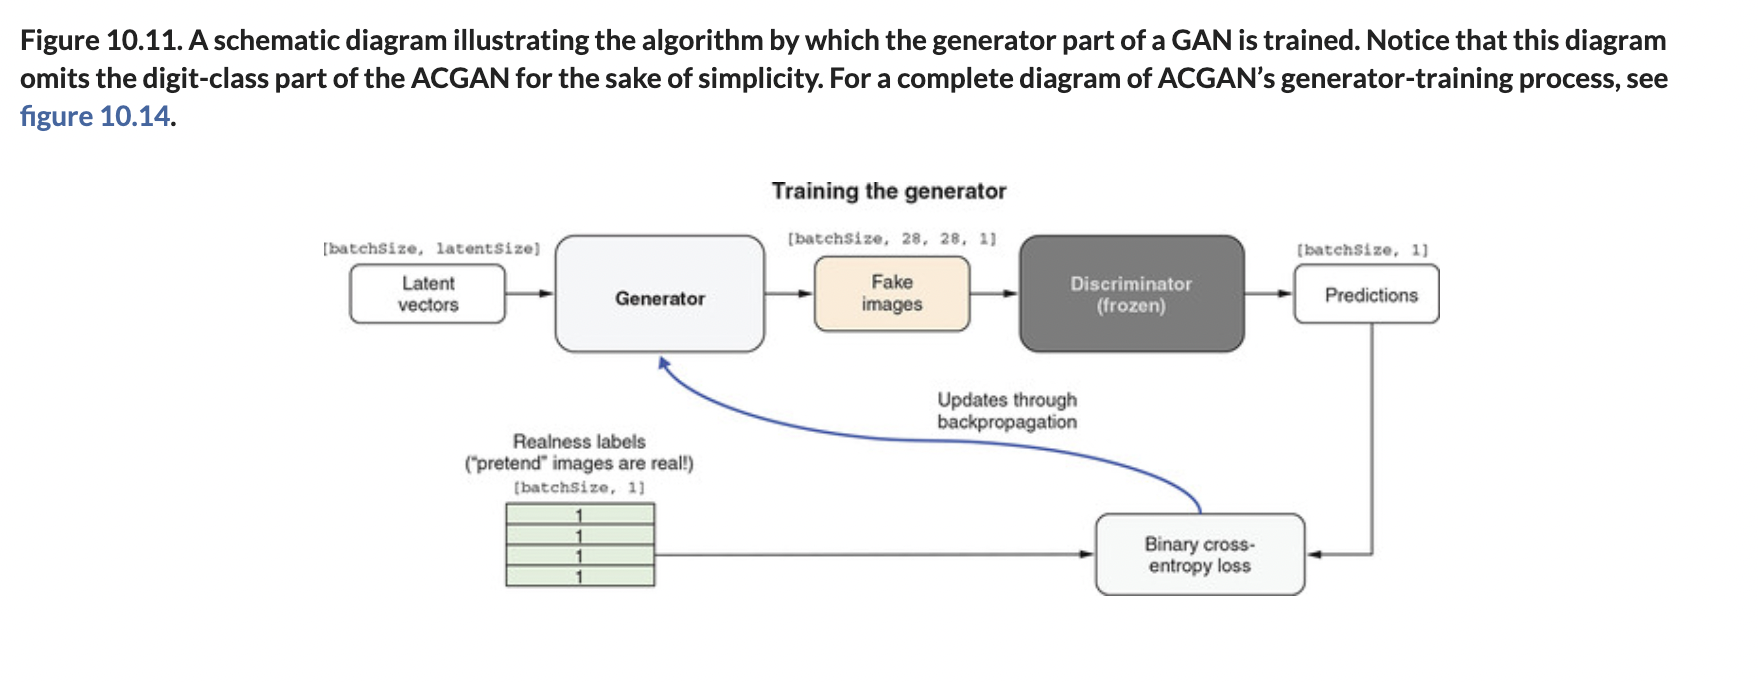 Figure 10.11. A schematic diagram illustrating the algorithm by which the generator part of a GAN is trained. Notice that this diagram
omits the digit-class part of the ACGAN for the sake of simplicity. For a complete diagram of ACGAN’s generator-training process, see
figure 10.14.
Training the generator
[batchSize, latentSize]
Latent
vectors
Generator
[batchSize, 28, 28, 1]
Fake
images
Discriminator
(frozen)
[batchSize, 1]
Predictions
Updates through
backpropagation
Realness labels
("pretend" images are real!)
[batchSize, 1]
1
1
1
1
Binary cross-
entropy loss